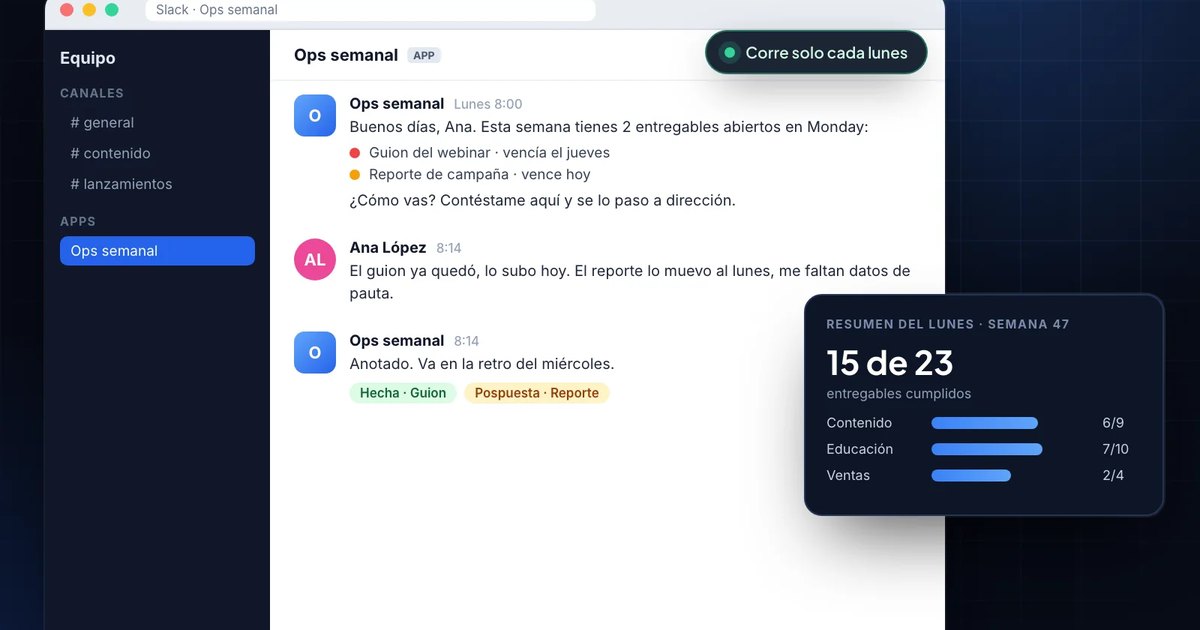 Slack · Ops semanal
Equipo
CANALES
# general
# contenido
# lanzamientos
APPS
Ops semanal
Ops semanal APP
Corre solo cada lunes
O
Ops semanal Lunes 8:00
Buenos días, Ana. Esta semana tienes 2 entregables abiertos en Monday:
Guion del webinar · vencía el jueves
Reporte de campaña · vence hoy
¿Cómo vas? Contéstame aquí y se lo paso a dirección.
AL
Ana López 8:14
El guion ya quedó, lo subo hoy. El reporte lo muevo al lunes, me faltan datos de
pauta.
O
Ops semanal 8:14
Anotado. Va en la retro del miércoles.
Hecha · Guion Pospuesta · Reporte
RESUMEN DEL LUNES · SEMANA 47
15 de 23
entregables cumplidos
Contenido 6/9
Educación 7/10
Ventas 2/4